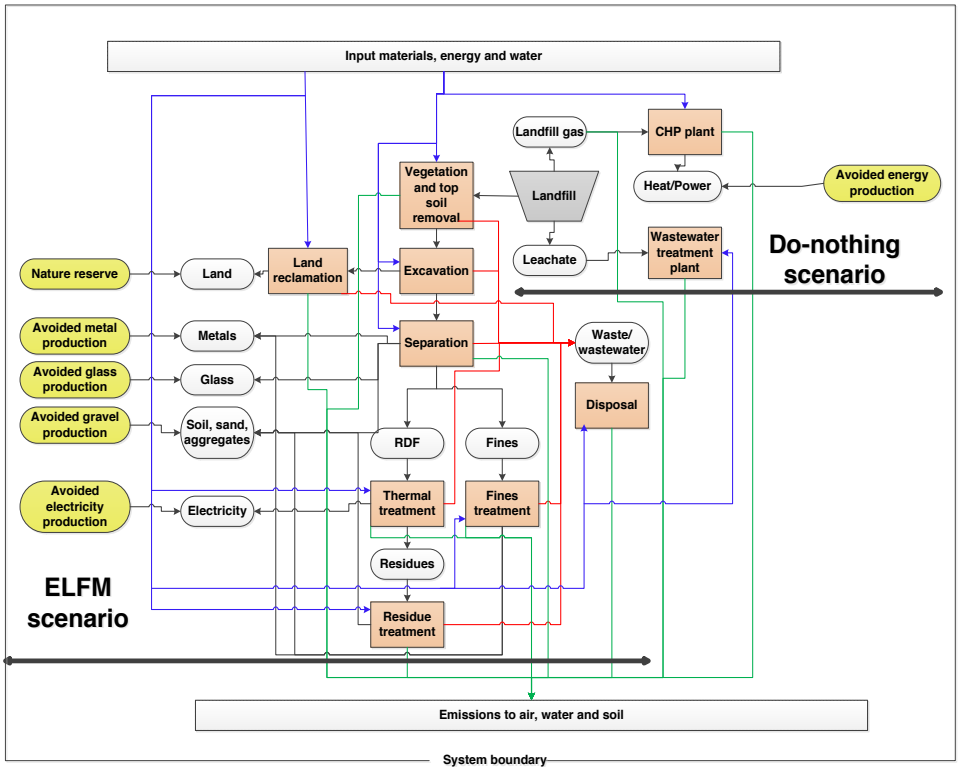 Input materials, energy and water
Landfill gas
CHP plant
Vegetation
and top
soil
removal
Landfill
Heat/Power
Avoided energy
production
Leachate
Wastewater
treatment
plant
Do-nothing
scenario
Nature reserve
Land
Land
reclamation
Excavation
Avoided metal
production
Metals
Separation
Waste/
wastewater
Avoided glass
production
Glass
Disposal
Avoided gravel
production
Soil, sand,
aggregates
RDF
Fines
Avoided
electricity
production
Electricity
Thermal
treatment
Fines
treatment
Residues
ELFM
scenario
Residue
treatment
Emissions to air, water and soil
System boundary